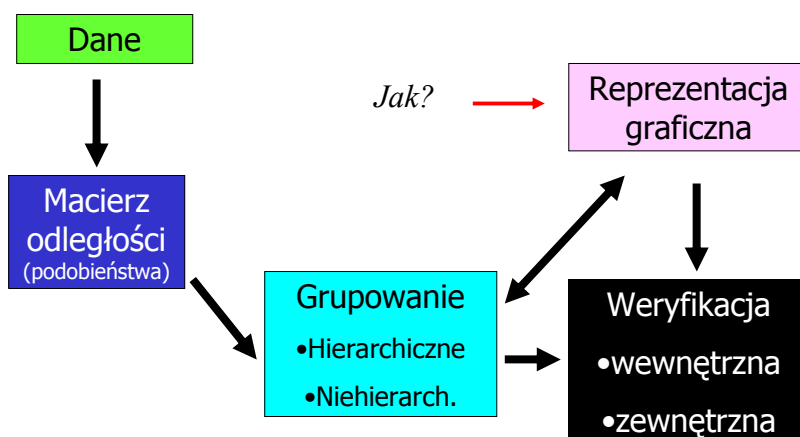 Dane
Jak?
Reprezentacja
graficzna
Macierz
odległości
(podobieństwa)
Grupowanie
•Hierarchiczne
•Niehierarch.
Weryfikacja
•wewnętrzna
•zewnętrzna